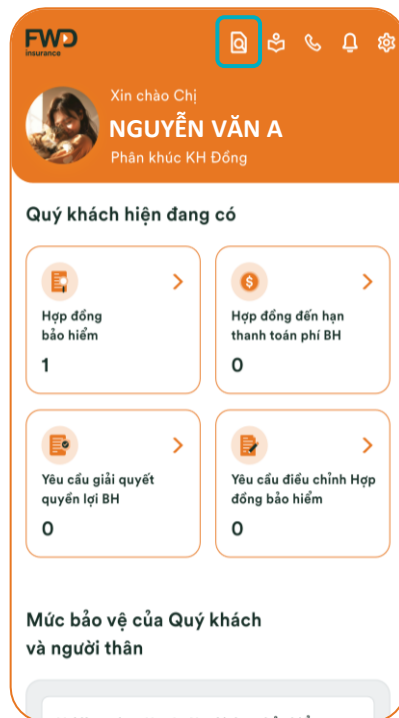 FWD
insurance
Xin chào Chị
NGUYỄN VĂN A
Phân khúc KH Đồng
Quý khách hiện đang có
Hợp đồng
bảo hiểm
1
Hợp đồng đến hạn
thanh toán phí BH
0
Yêu cầu giải quyết
quyền lợi BH
0
Yêu cầu điều chỉnh Hợp
đồng bảo hiểm
0
Mức bảo vệ của Quý khách
và người thân